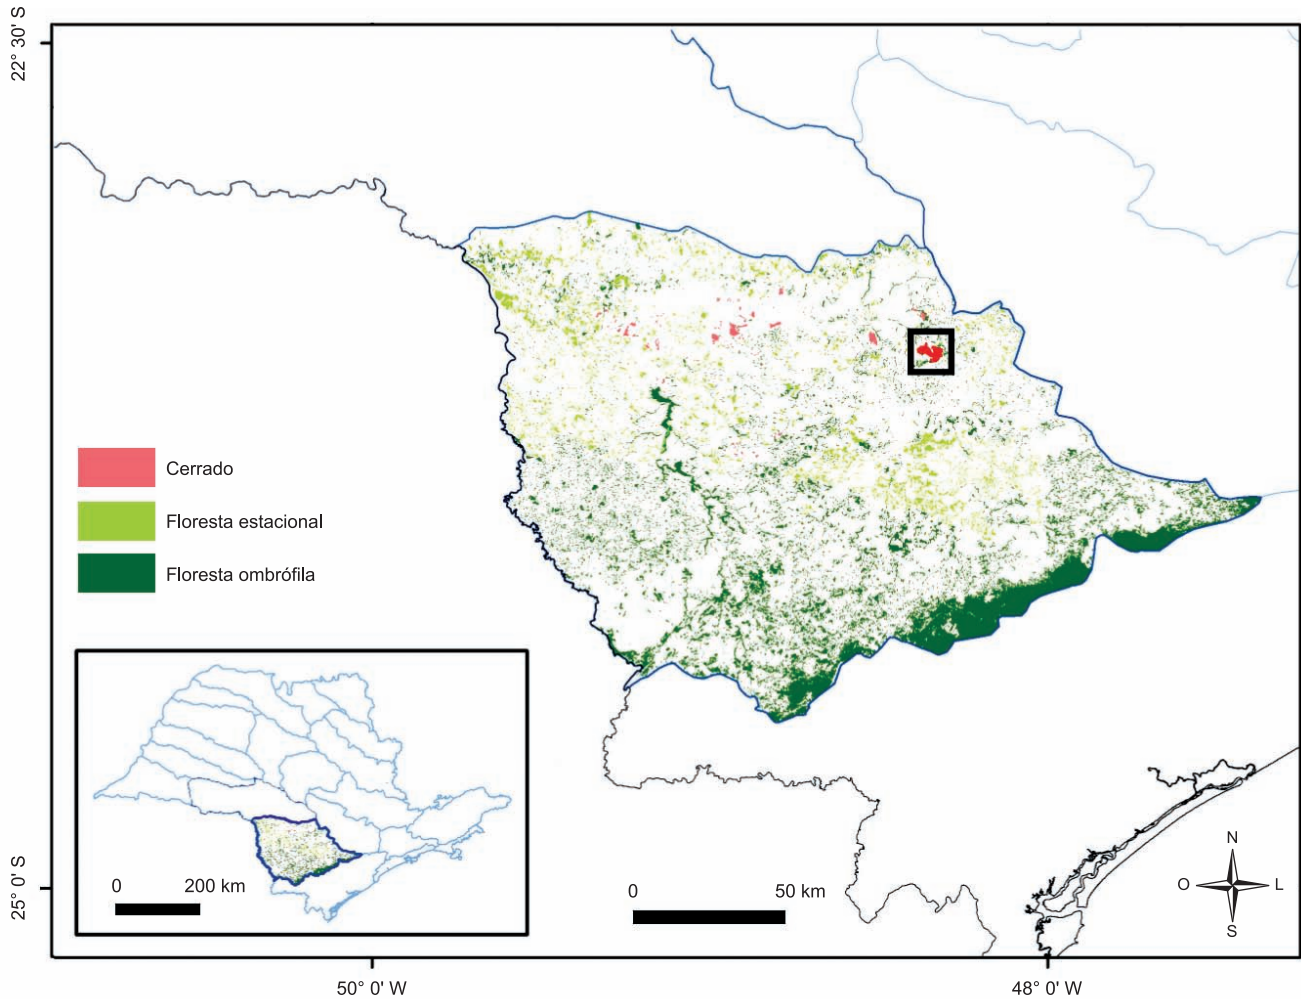 22° 30' S
Cerrado
Floresta estacional
Floresta ombrófila
0 200 km
0 50 km
N
O L
S
25° 0' S
50° 0' W
48° 0' W